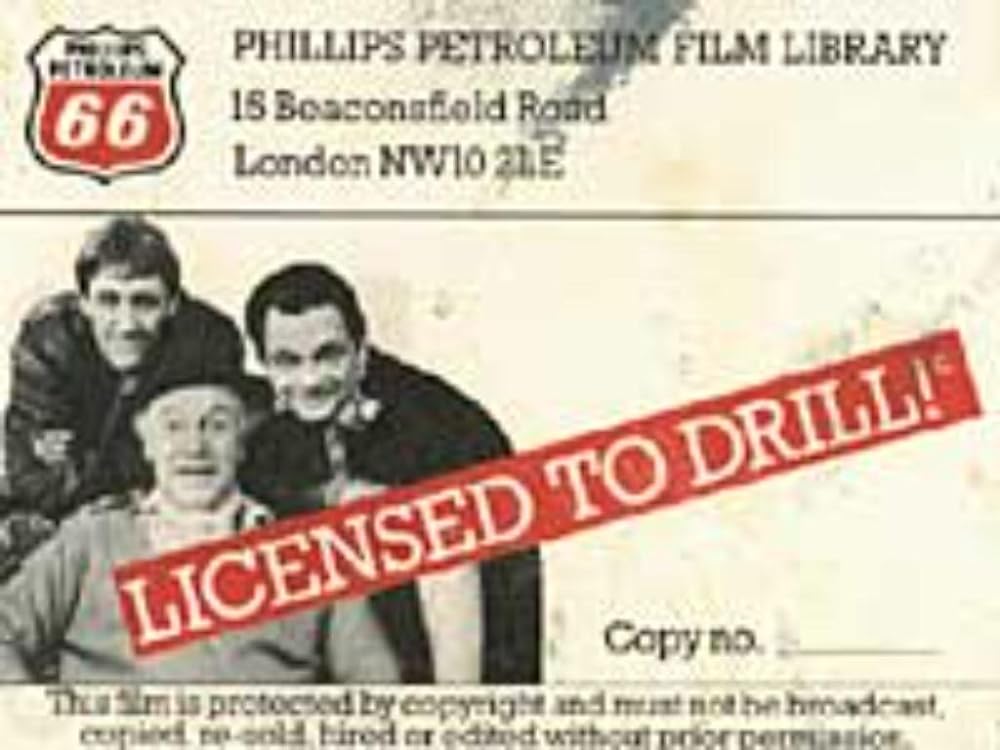 PHILLIPS
PETROLEUM
66
PHILLIPS PETROLEUM FILM LIBRARY
15 Beaconsfield Road
London NW10
LICENSED TO DRILL!
Copy no.
This film is protected by copyright and must not be broadcast,
copied, re-sold, hired or edited without prior permission.